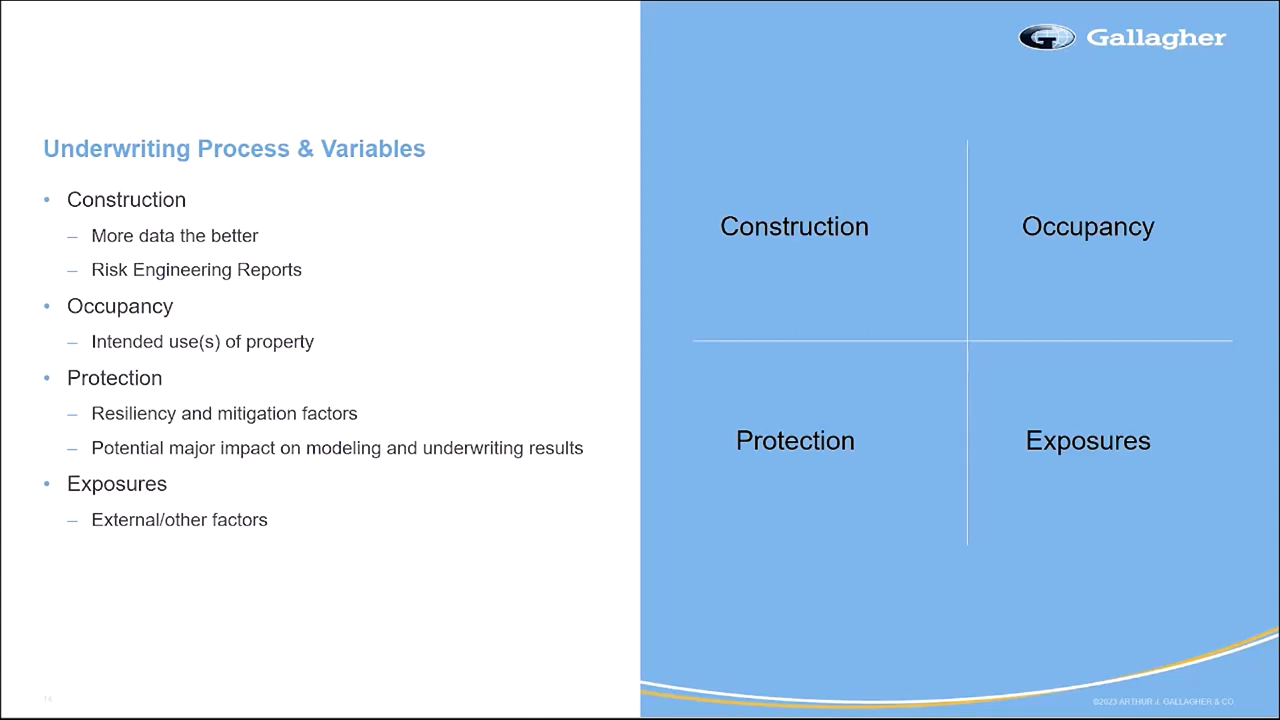 Gallagher
Underwriting Process & Variables
• Construction
– More data the better
– Risk Engineering Reports
• Occupancy
– Intended use(s) of property
• Protection
– Resiliency and mitigation factors
– Potential major impact on modeling and underwriting results
• Exposures
– External/other factors
Construction
Occupancy
Protection
Exposures
©2023 ARTHUR J. GALLAGHER & CO.